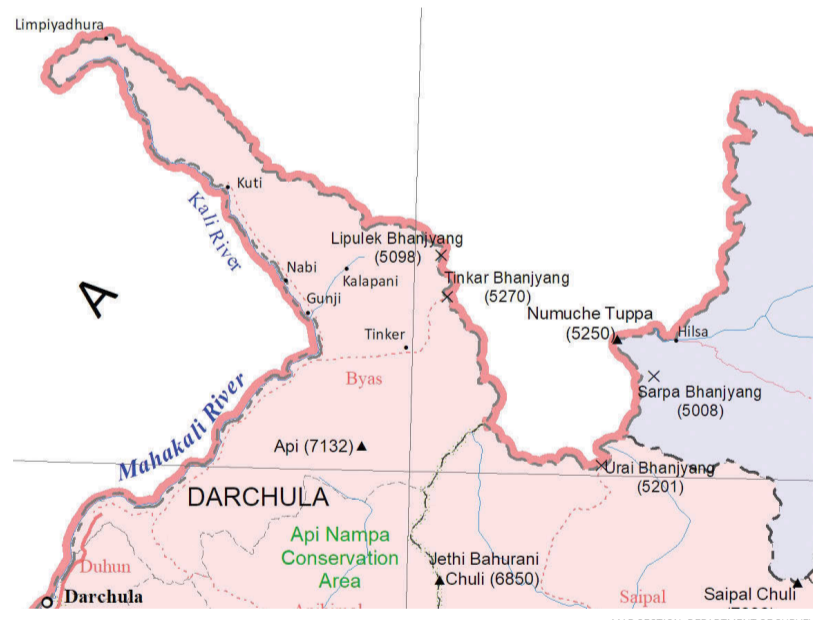 Limpiyadhura
Kuti
Kali River
Lipulek Bhanjyang
(5098)
Nabi
Kalapani
Gunji
Tinkar Bhanjyang
(5270)
A
Numuche Tuppa
(5250)
Hilsa
Tinker
Byas
Sarpa Bhanjyang
(5008)
Mahakali River
Api (7132)
Urai Bhanjyang
(5201)
DARCHULA
Api Nampa
Conservation
Area
Duhun
Jethi Bahurani
Chuli (6850)
Darchula
Saipal
Saipal Chuli